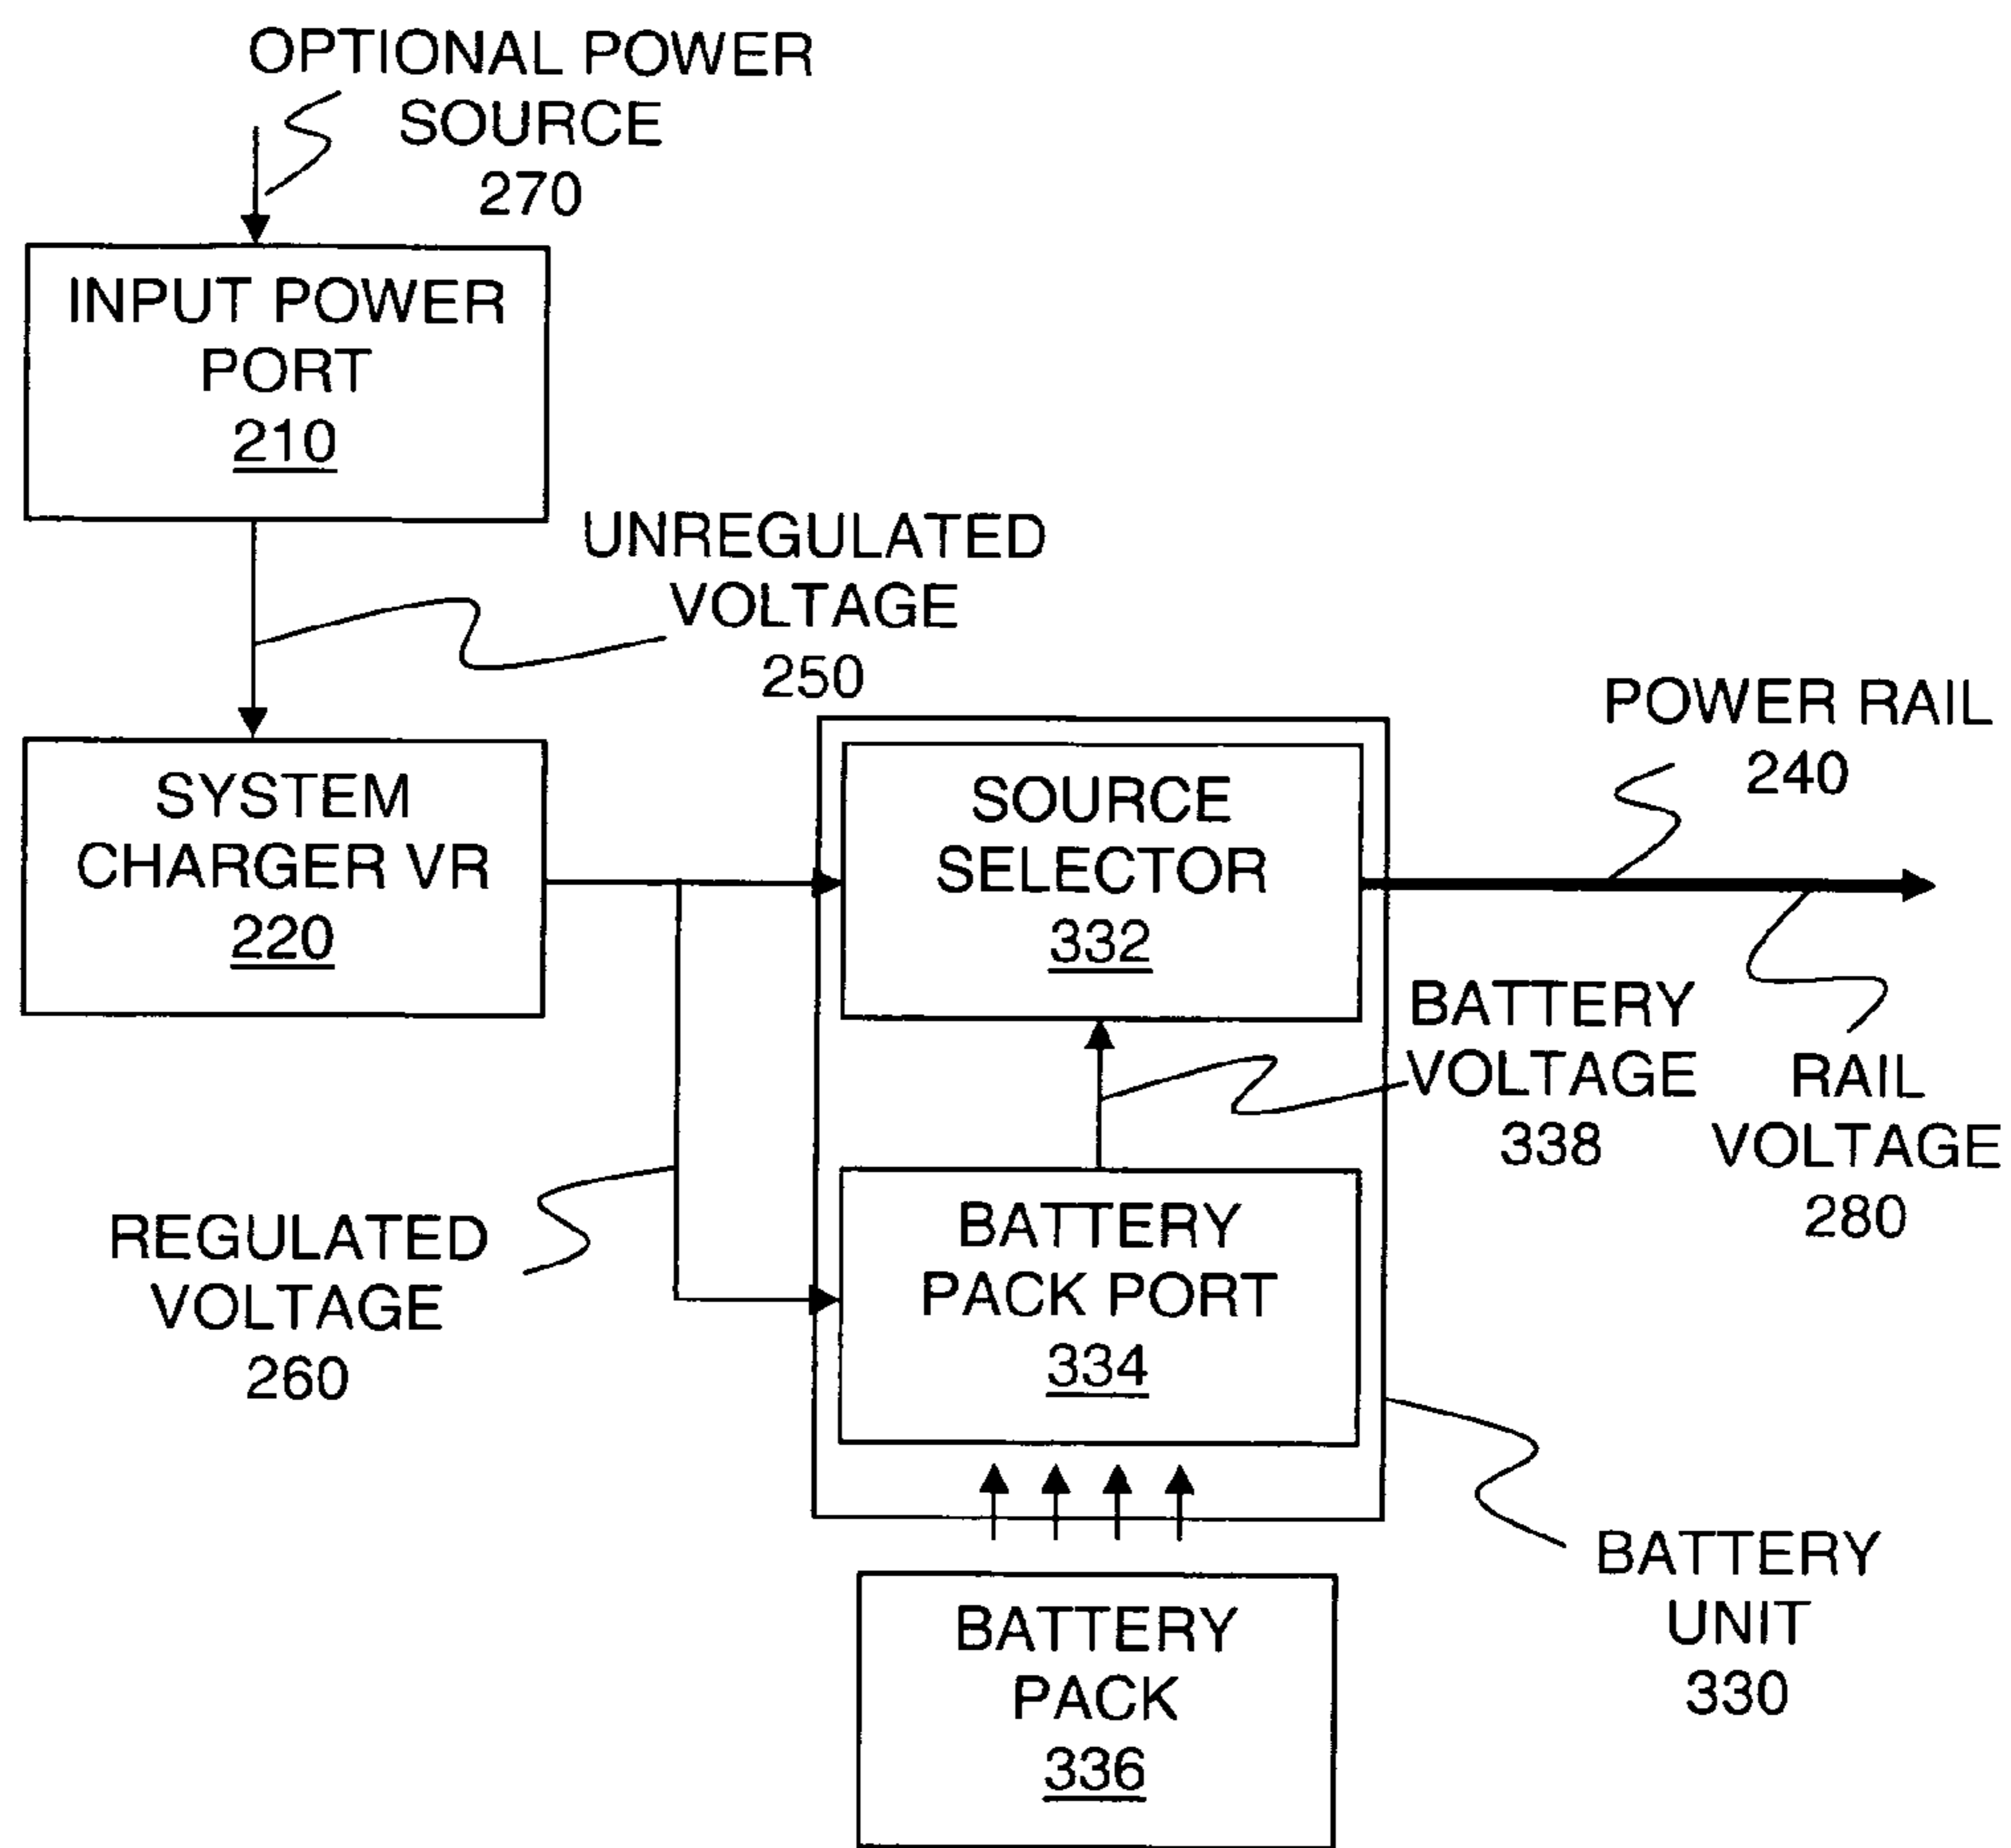 OPTIONAL POWER
SOURCE
270
INPUT POWER
PORT
210
UNREGULATED
VOLTAGE
250
POWER RAIL
240
SYSTEM
CHARGER VR
220
SOURCE
SELECTOR
332
BATTERY
VOLTAGE
338
RAIL
VOLTAGE
280
REGULATED
VOLTAGE
260
BATTERY
PACK PORT
334
BATTERY
UNIT
330
BATTERY
PACK
336